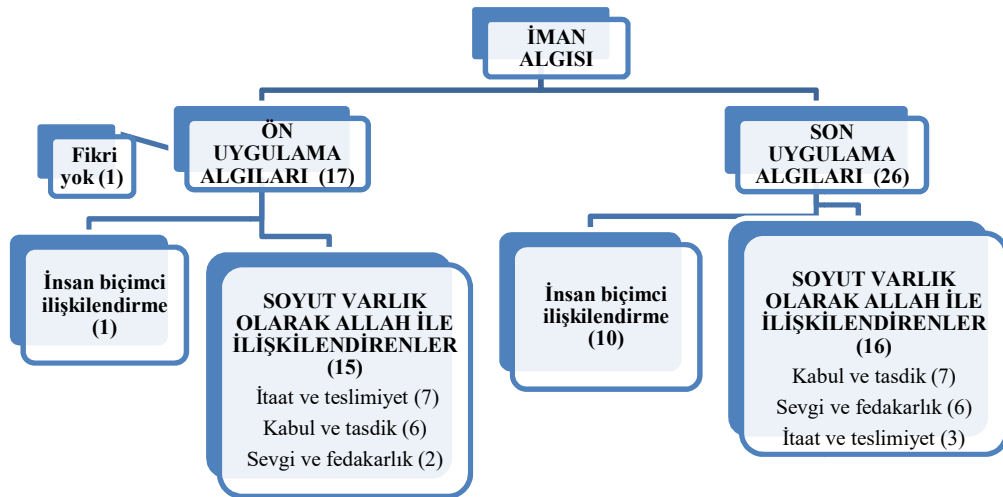 İMAN
ALGISI
Fikri
yok (1)
ÖN
UYGULAMA
ALGILARI (17)
SON
UYGULAMA
ALGILARI (26)
İnsan biçimci
ilişkilendirme
(1)
SOYUT VARLIK
OLARAK ALLAH İLE
İLİŞKİLENDİRENLER
(15)
İtaat ve teslimiyet (7)
Kabul ve tasdik (6)
Sevgi ve fedakarlık (2)
İnsan biçimci
ilişkilendirme
(10)
SOYUT VARLIK
OLARAK ALLAH İLE
İLİŞKİLENDİRENLER
(16)
Kabul ve tasdik (7)
Sevgi ve fedakarlık (6)
İtaat ve teslimiyet (3)